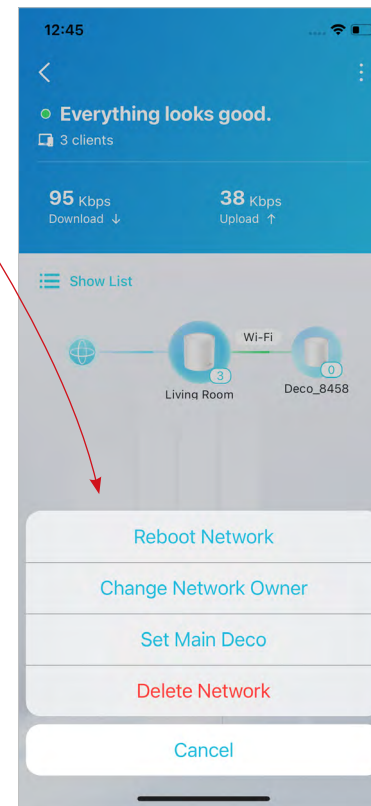 12:45
Everything looks good.
3 clients
95 Kbps
38 Kbps
Download ↓
Upload ↑
Show List
Wi-Fi
3
0
Living Room
Deco_8458
Reboot Network
Change Network Owner
Set Main Deco
Delete Network
Cancel